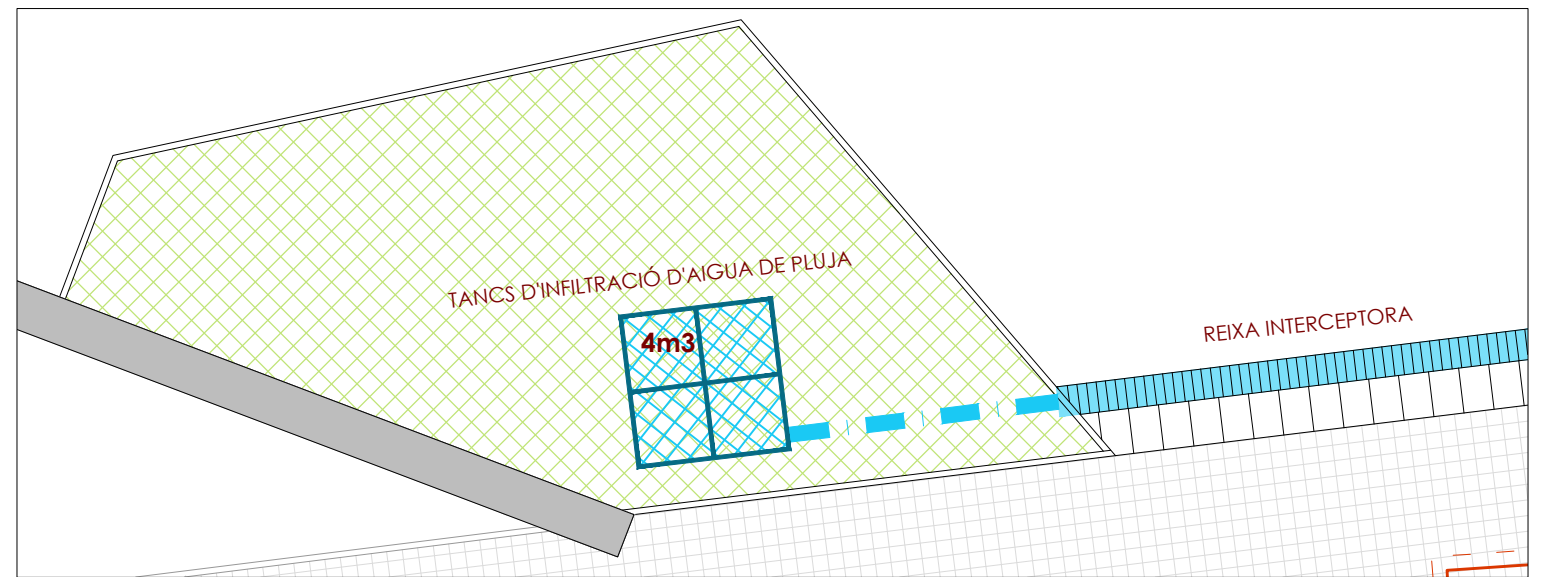 TANCS D'INFILTRACIÓ D'AIGUA DE PLUJA
4m3
REIXA INTERCEPTORA